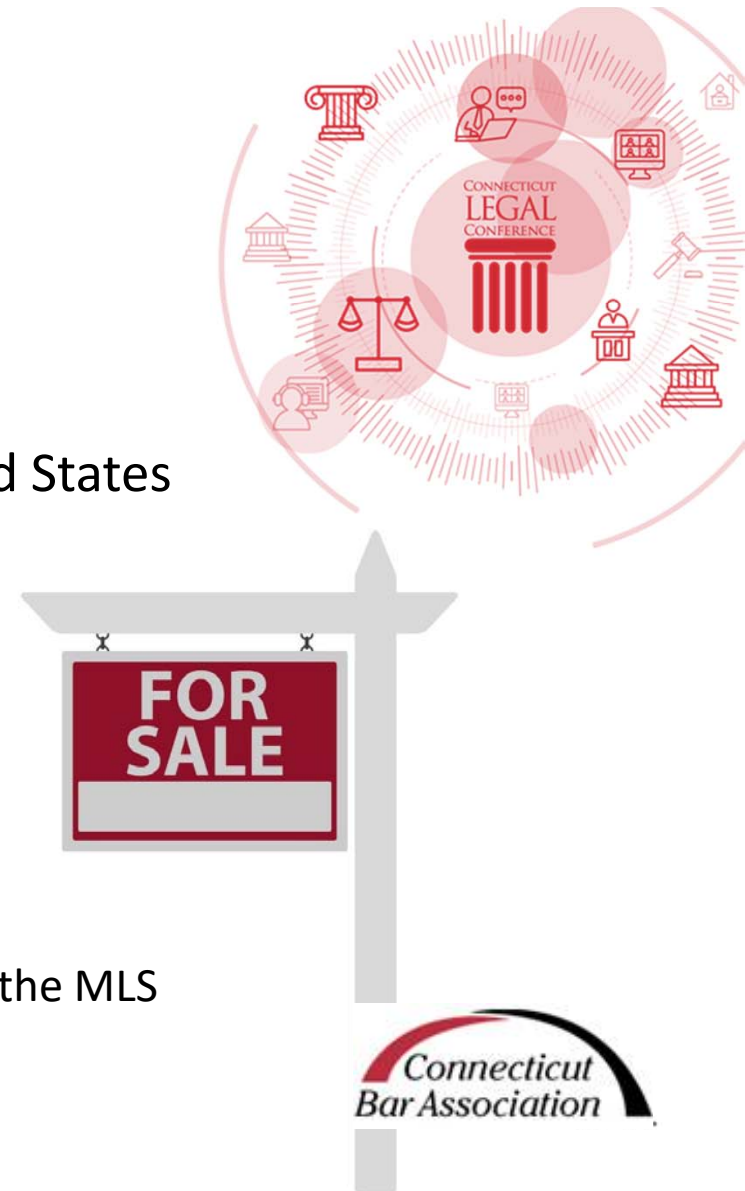 CONNECTICUT
LEGAL
CONFERENCE
d States
FOR
SALE
the MLS
Connecticut
Bar Association